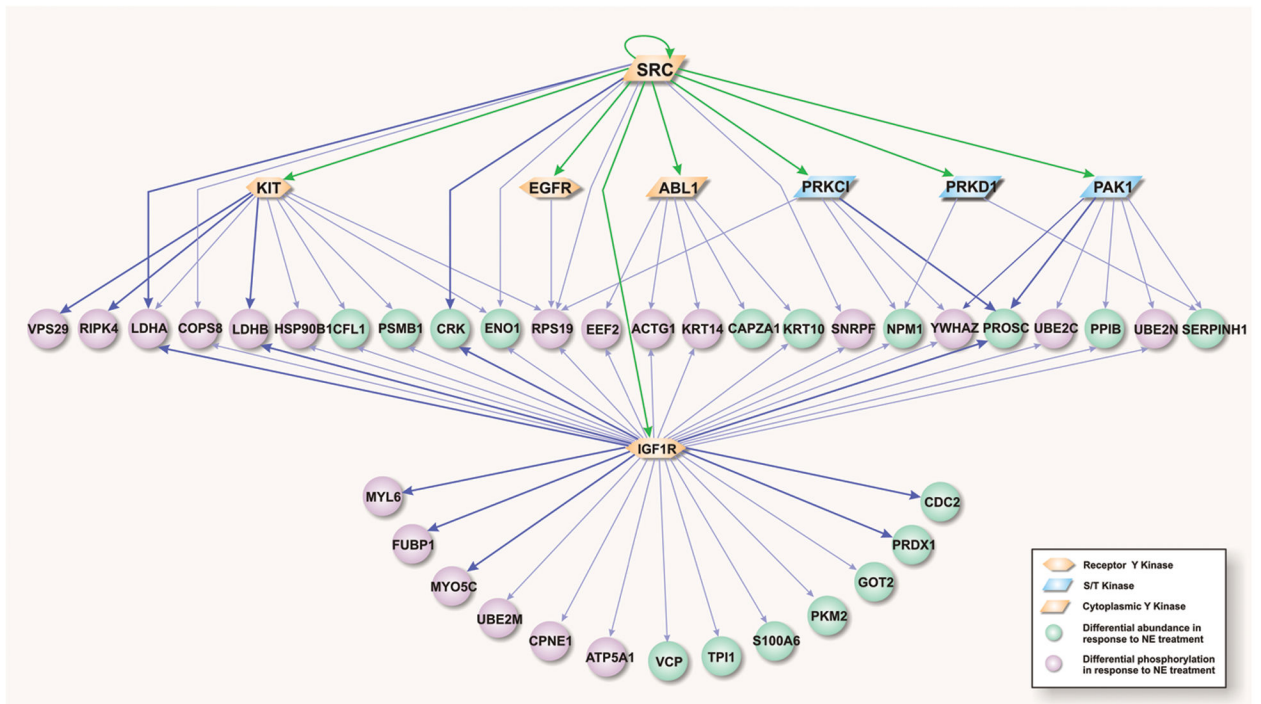 SRC
KIT
EGFR
ABL1
PRKCI
PRKD1
PAK1
VPS29
RIPK4
LDHA
COPS8
LDHB
HSP90B1
CFL1
PSMB1
CRK
ENO1
RPS19
EEF2
ACTG1
KRT14
CAPZA1
KRT10
SNRPF
NPM1
YWHAZ
PROSC
UBE2C
PPIB
UBE2N
SERPINH1
IGF1R
MYL6
FUBP1
MYO5C
UBE2M
CPNE1
ATP5A1
VCP
TPI1
S100A6
PKM2
GOT2
PRDX1
CDC2
Receptor Y Kinase
S/T Kinase
Cytoplasmic Y Kinase
Differential abundance in
response to NE treatment
Differential phosphorylation
in response to NE treatment